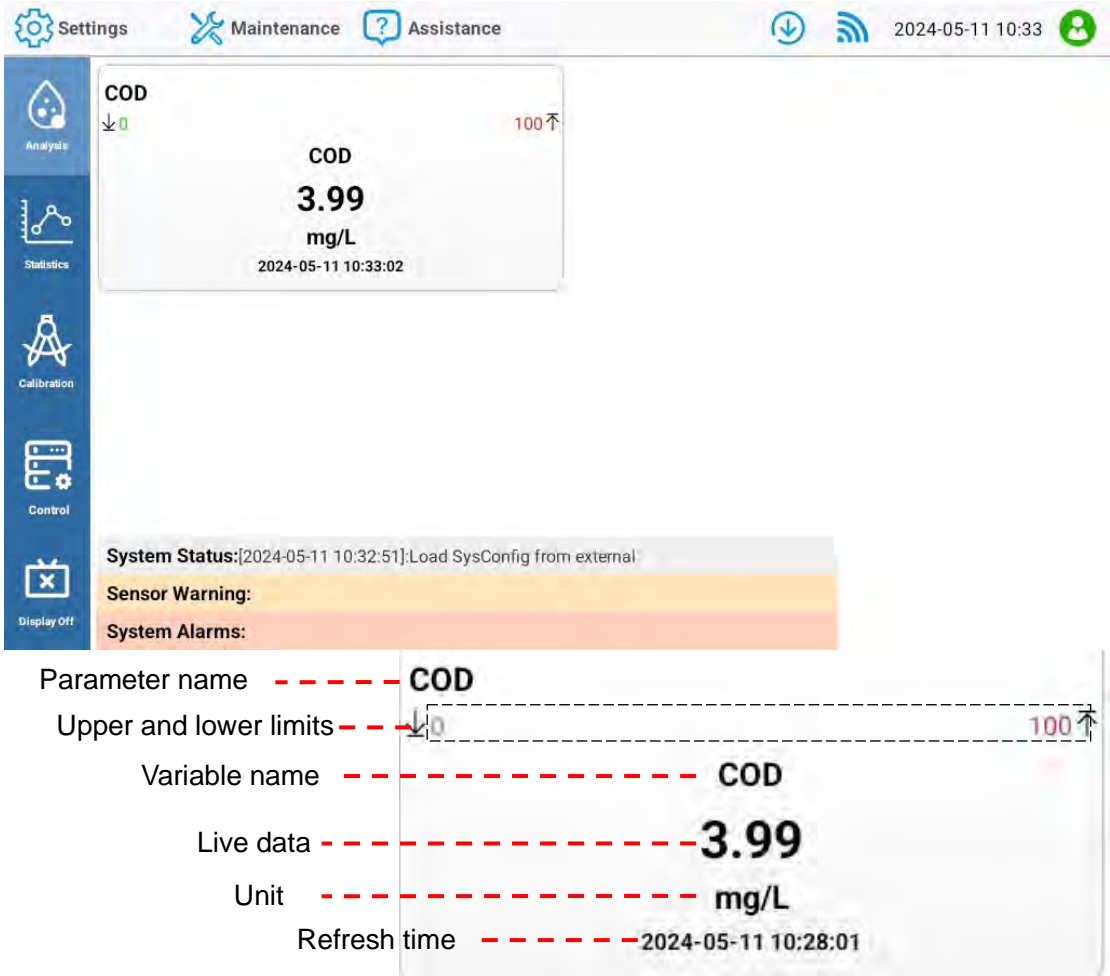 Settings Maintenance ? Assistance 2024-05-11 10:33
Analysis
Statistics
Calibration
Control
Display Off
COD
0 100
COD
3.99
mg/L
2024-05-11 10:33:02
System Status:[2024-05-11 10:32:51]:Load SysConfig from external
Sensor Warning:
System Alarms:
Parameter name COD
Upper and lower limits 0 100
Variable name COD
Live data 3.99
Unit mg/L
Refresh time 2024-05-11 10:28:01